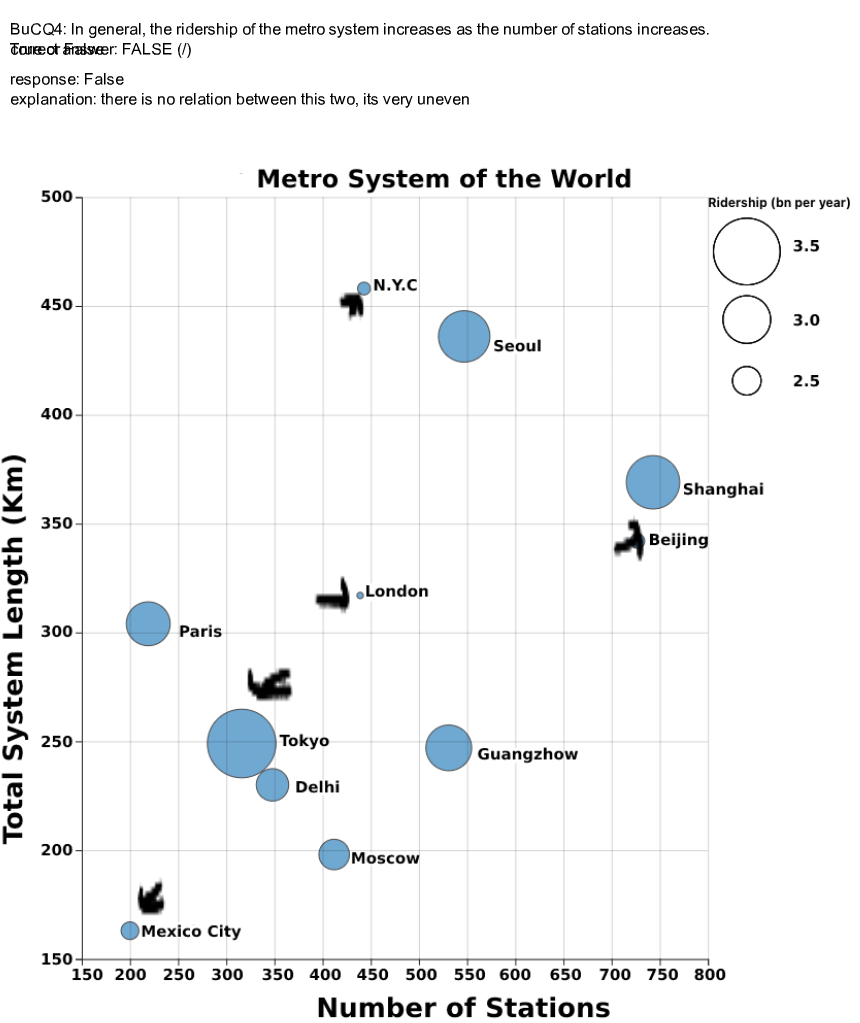 BuCQ4: In general, the ridership of the metro system increases as the number of stations increases.
True or False
Correct answer: FALSE (/)
response: False
explanation: there is no relation between this two, its very uneven
Metro System of the World
Ridership (bn per year)
3.5
3.0
2.5
500
450
400
350
300
250
200
150
N.Y.C
Seoul
Shanghai
Beijing
London
Paris
Tokyo
Guangzhow
Delhi
Moscow
Mexico City
Total System Length (Km)
150 200 250 300 350 400 450 500 550 600 650 700 750 800
Number of Stations